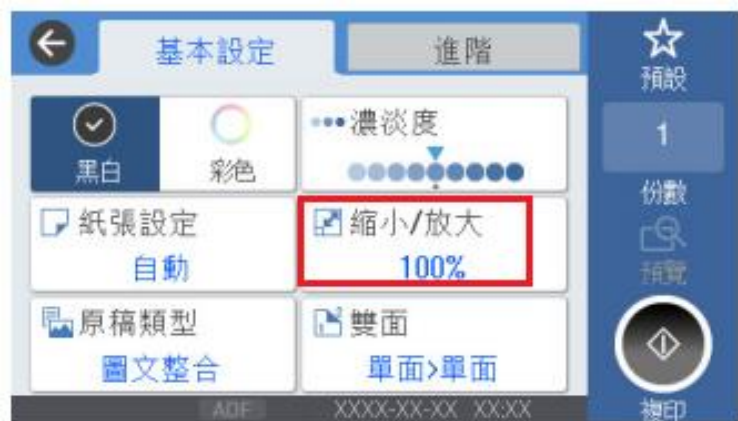 基本設定
進階
預設
黑白
彩色
濃淡度
1
份數
紙張設定
自動
縮小/放大
100%
預覽
原稿類型
圖文整合
雙面
單面>單面
ADF
XXXX-XX-XX XX:XX
複印